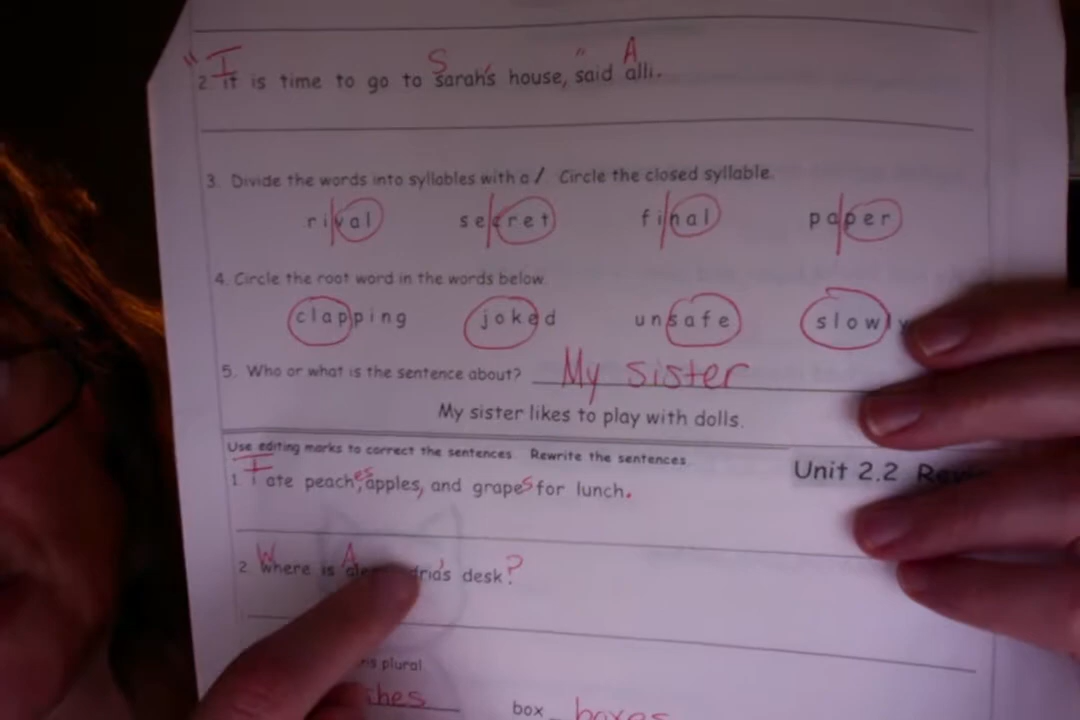 " I S " A
2. it is time to go to sarah's house, said alli.
3. Divide the words into syllables with a /. Circle the closed syllable.
ri|val se|cret fi|nal pa|per
4. Circle the root word in the words below.
clapping joked unsafe slowly
5. Who or what is the sentence about? My sister
My sister likes to play with dolls.
Use editing marks to correct the sentences. Rewrite the sentences.
Unit 2.2
1. I ate peaches, apples, and grapes for lunch.
2. Where is desk?
plural
box boxes